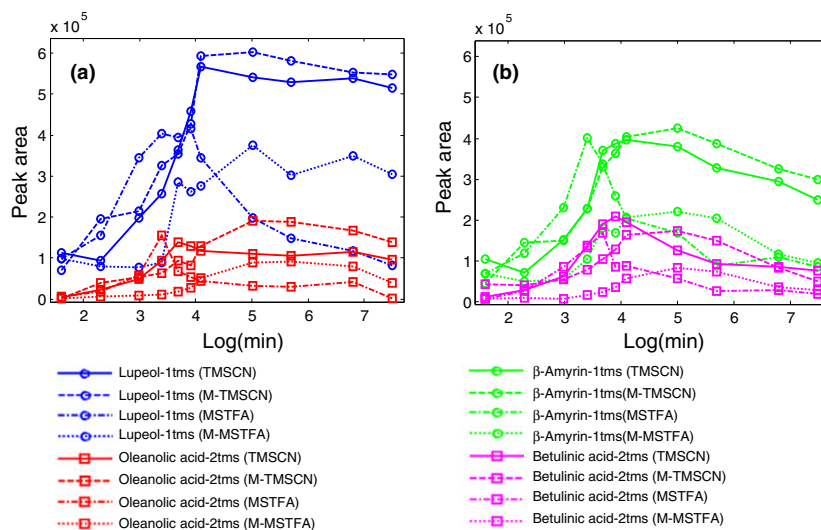 x 10^5
(a)
6
5
4
3
2
1
0
Peak area
2 3 4 5 6 7
Log(min)
Lupeol-1tms (TMSCN)
Lupeol-1tms (M-TMSCN)
Lupeol-1tms (MSTFA)
Lupeol-1tms (M-MSTFA)
Oleanolic acid-2tms (TMSCN)
Oleanolic acid-2tms (M-TMSCN)
Oleanolic acid-2tms (MSTFA)
Oleanolic acid-2tms (M-MSTFA)
x 10^5
(b)
6
5
4
3
2
1
0
Peak area
2 3 4 5 6 7
Log(min)
β-Amyrin-1tms (TMSCN)
β-Amyrin-1tms(M-TMSCN)
β-Amyrin-1tms(MSTFA)
β-Amyrin-1tms(M-MSTFA)
Betulinic acid-2tms (TMSCN)
Betulinic acid-2tms (M-TMSCN)
Betulinic acid-2tms (MSTFA)
Betulinic acid-2tms (M-MSTFA)